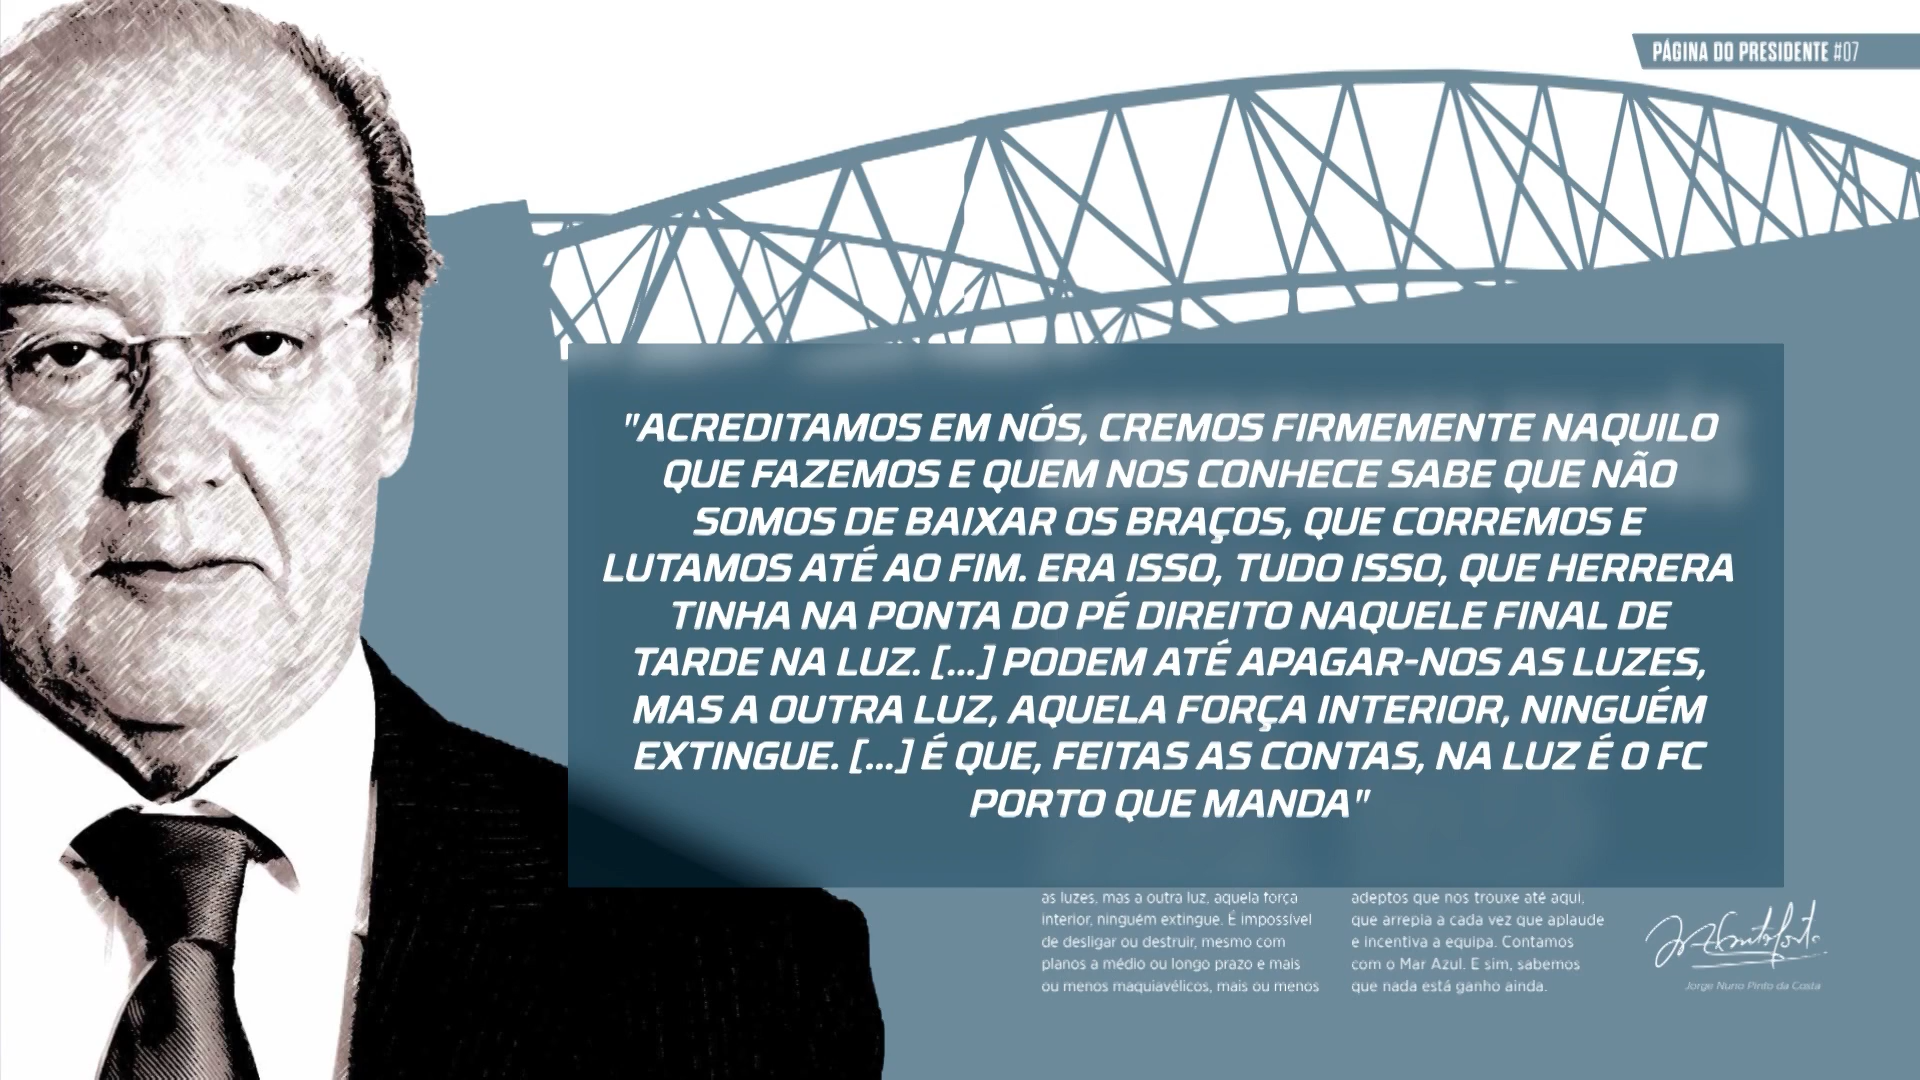 PÁGINA DO PRESIDENTE #07
"ACREDITAMOS EM NÓS, CREMOS FIRMEMENTE NAQUILO
QUE FAZEMOS E QUEM NOS CONHECE SABE QUE NÃO
SOMOS DE BAIXAR OS BRAÇOS, QUE CORREMOS E
LUTAMOS ATÉ AO FIM. ERA ISSO, TUDO ISSO, QUE HERRERA
TINHA NA PONTA DO PÉ DIREITO NAQUELE FINAL DE
TARDE NA LUZ. [...] PODEM ATÉ APAGAR-NOS AS LUZES,
MAS A OUTRA LUZ, AQUELA FORÇA INTERIOR, NINGUÉM
EXTINGUE. [...] É QUE, FEITAS AS CONTAS, NA LUZ É O FC
PORTO QUE MANDA"
as luzes, mas a outra luz, aquela força
interior, ninguém extingue. É impossível
de desligar ou destruir, mesmo com
planos a médio ou longo prazo e mais
ou menos maquiavélicos, mais ou menos
adeptos que nos trouxe até aqui,
que arrepia a cada vez que aplaude
e incentiva a equipa. Contamos
com o Mar Azul. E sim, sabemos
que nada está ganho ainda.
Jorge Nuno Pinto da Costa